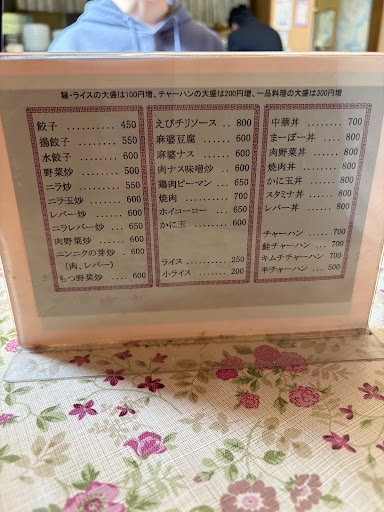 麺・ライスの大盛は100円増、チャーハンの大盛は200円増、一品料理の大盛は300円増
餃子 .......... 450
揚餃子 ....... 550
水餃子 ....... 600
野菜炒 ....... 500
ニラ炒 ....... 550
ニラ玉炒 ..... 600
レバー炒 ..... 600
ニラレバー炒 .. 650
肉野菜炒 ..... 600
ニンニクの芽炒 .. 600
(肉、レバー)
もつ野菜炒 ... 600
えびチリソース .. 800
麻婆豆腐 ..... 600
麻婆ナス ..... 600
肉ナス味噌炒 .. 650
鶏肉ピーマン .. 650
焼肉 ......... 700
ホイコーロー .. 650
かに玉 ....... 600
ライス ....... 250
小ライス ..... 200
中華丼 ....... 700
まーぼー丼 ... 800
肉野菜丼 ..... 800
焼肉丼 ....... 800
かに玉丼 ..... 800
スタミナ丼 ... 800
レバー丼 ..... 800
チャーハン ..... 700
鮭チャーハン ... 700
キムチチャーハン 700
半チャーハン ... 500